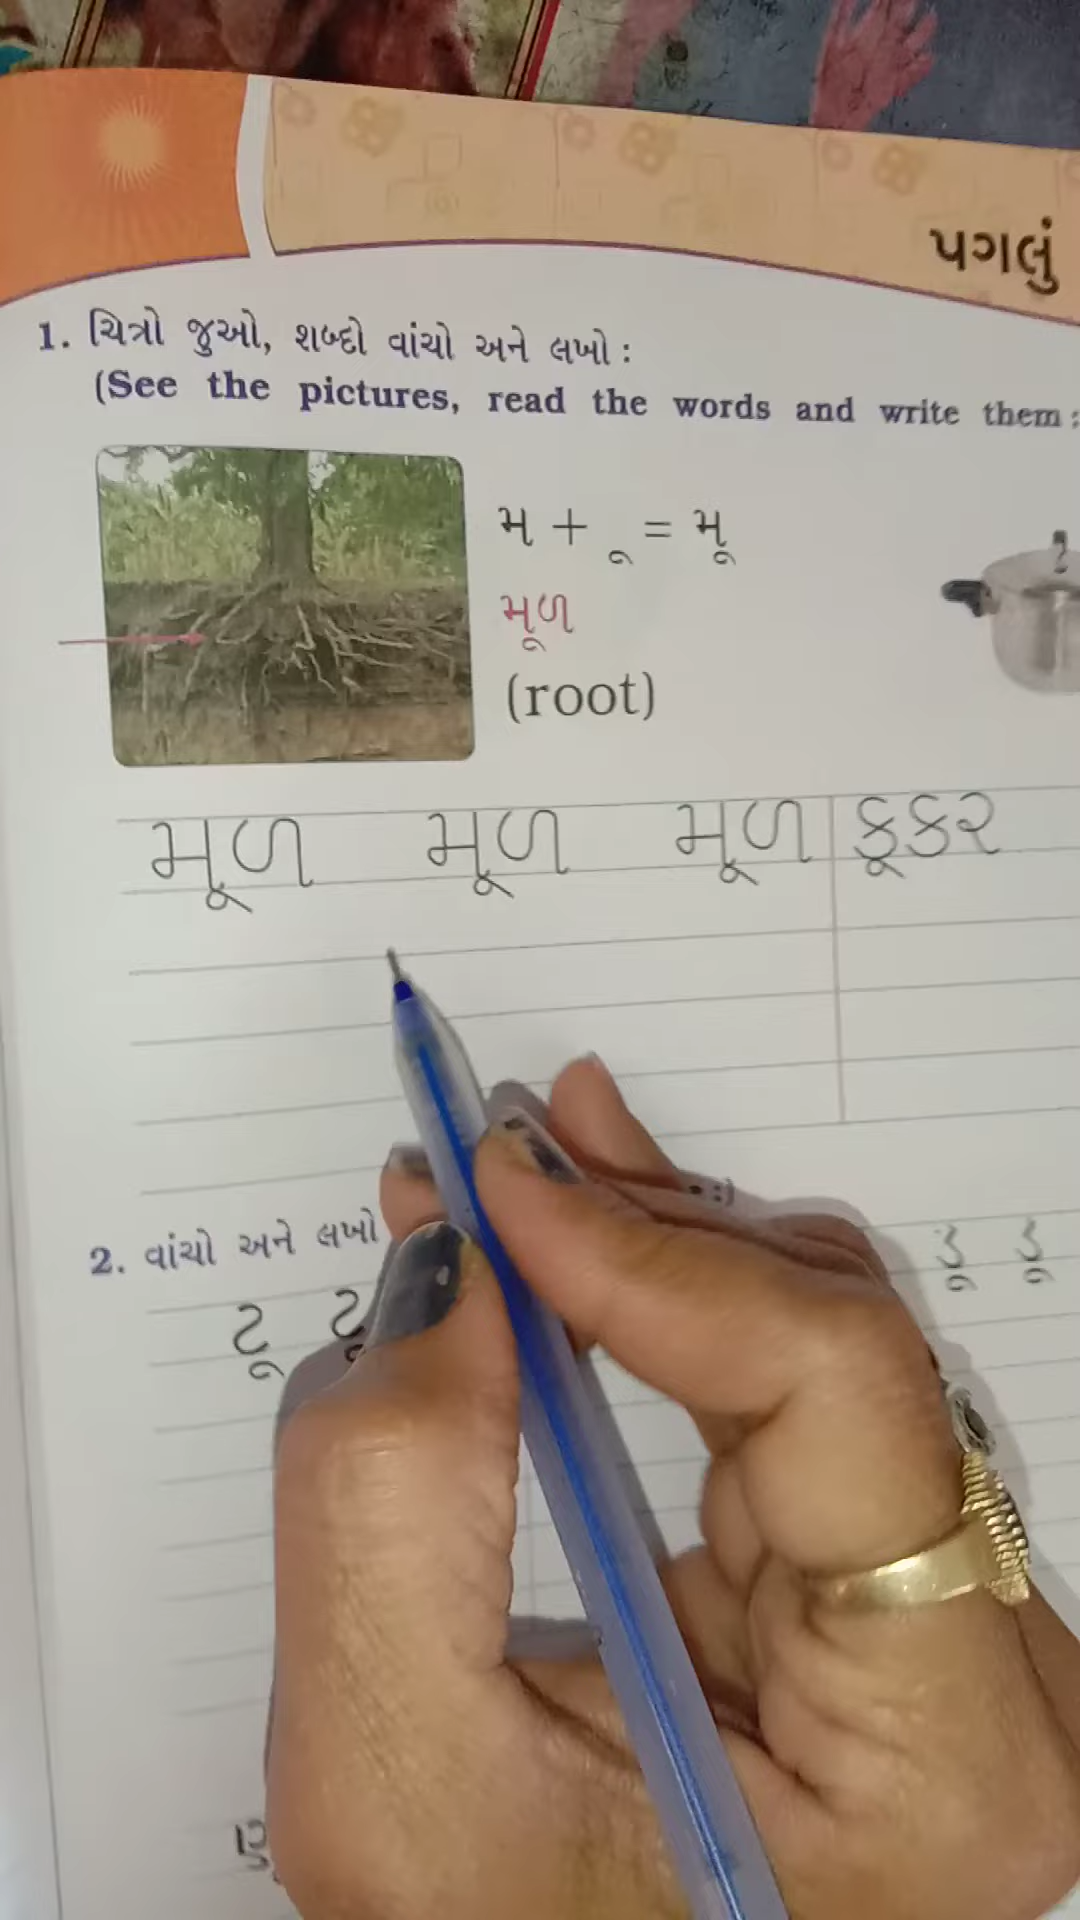 પગલું
1. ચિત્રો જુઓ, શબ્દો વાંચો અને લખો :
(See the pictures, read the words and write them :
મ + ૂ = મૂ
મૂળ
(root)
મૂળ મૂળ મૂળ કૂકર
2. વાંચો અને લખો
ટૂ ટૂ ડૂ ડૂ